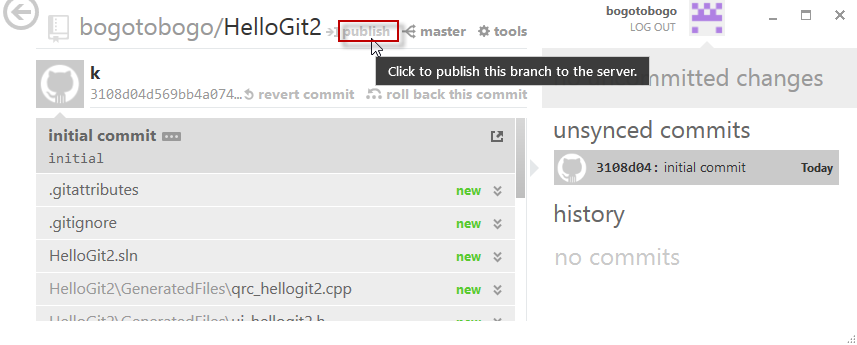 bogotobogo/HelloGit2 publish master tools
bogotobogo
LOG OUT
Click to publish this branch to the server.
mmitted changes
k
3108d04d569bb4a074... revert commit roll back this commit
initial commit
initial
.gitattributes new
.gitignore new
HelloGit2.sln new
HelloGit2\GeneratedFiles\qrc_hellogit2.cpp new
HelloGit2\GeneratedFiles\ui_hellogit2.h
unsynced commits
3108d04: initial commit Today
history
no commits